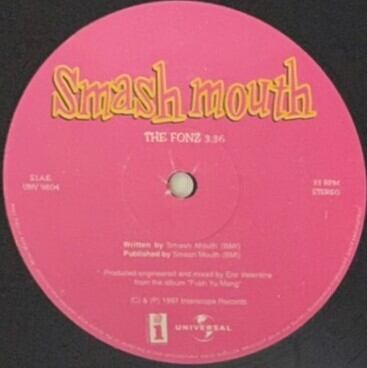 Smash mouth
THE FONZ 3:36
S.I.A.E.
33 RPM
UNV 9804
STEREO
Written by Smash Mouth (BMI)
Published by Smash Mouth (BMI)
Produced engineered and mixed by Eric Valentine
from the album "Fush Yu Mang"
(C) & (P) 1997 Interscope Records
i
UNIVERSAL